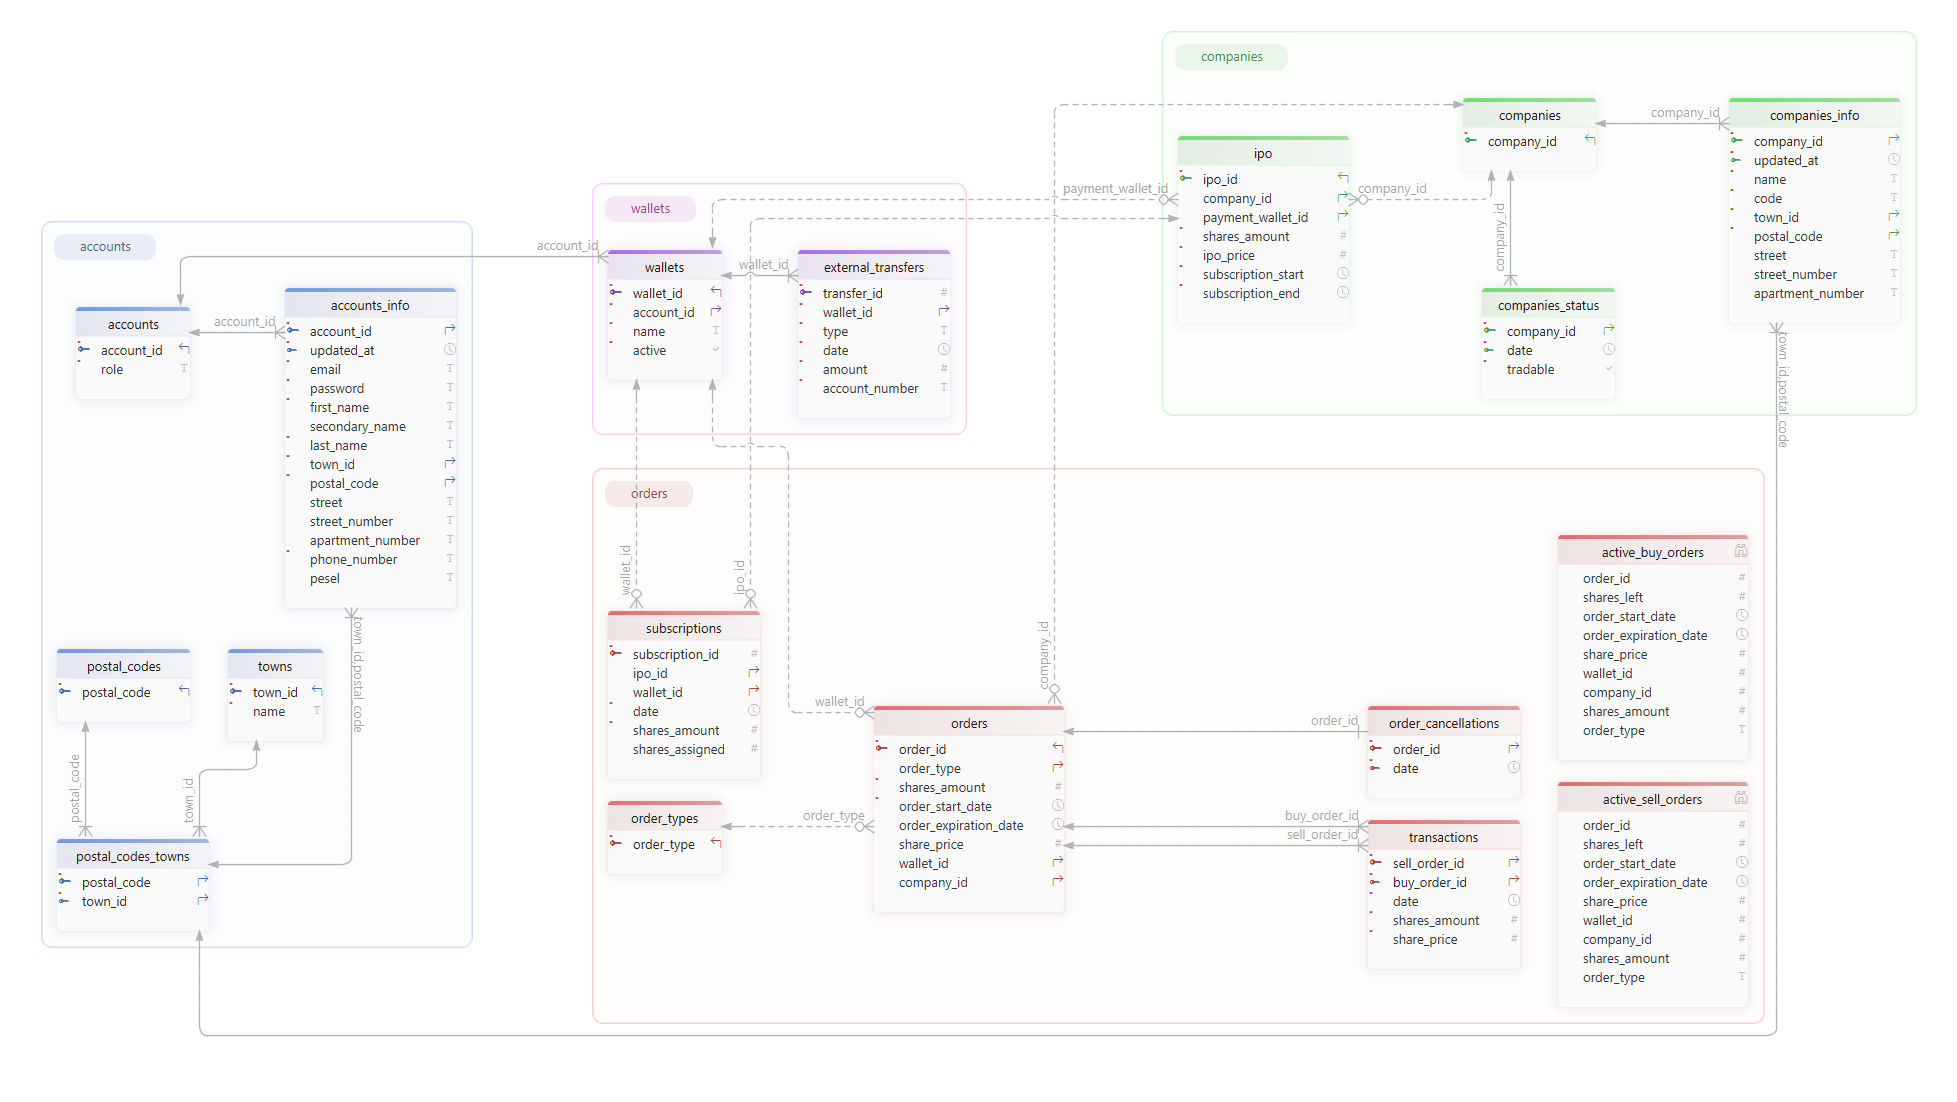 companies
companies
company_id
company_id
companies_info
company_id
updated_at
name
code
town_id
postal_code
street
street_number
apartment_number
ipo
ipo_id
company_id
payment_wallet_id
shares_amount
ipo_price
subscription_start
subscription_end
payment_wallet_id
company_id
company_id
companies_status
company_id
date
tradable
town_id,postal_code
wallets
account_id
wallets
wallet_id
account_id
name
active
wallet_id
external_transfers
transfer_id
wallet_id
type
date
amount
account_number
accounts
accounts
account_id
role
account_id
accounts_info
account_id
updated_at
email
password
first_name
secondary_name
last_name
town_id
postal_code
street
street_number
apartment_number
phone_number
pesel
town_id,postal_code
postal_codes
postal_code
towns
town_id
name
postal_code
town_id
postal_codes_towns
postal_code
town_id
orders
wallet_id
ipo_id
subscriptions
subscription_id
ipo_id
wallet_id
date
shares_amount
shares_assigned
order_types
order_type
order_type
wallet_id
company_id
orders
order_id
order_type
shares_amount
order_start_date
order_expiration_date
share_price
wallet_id
company_id
order_id
order_cancellations
order_id
date
buy_order_id
sell_order_id
transactions
sell_order_id
buy_order_id
date
shares_amount
share_price
active_buy_orders
order_id
shares_left
order_start_date
order_expiration_date
share_price
wallet_id
company_id
shares_amount
order_type
active_sell_orders
order_id
shares_left
order_start_date
order_expiration_date
share_price
wallet_id
company_id
shares_amount
order_type